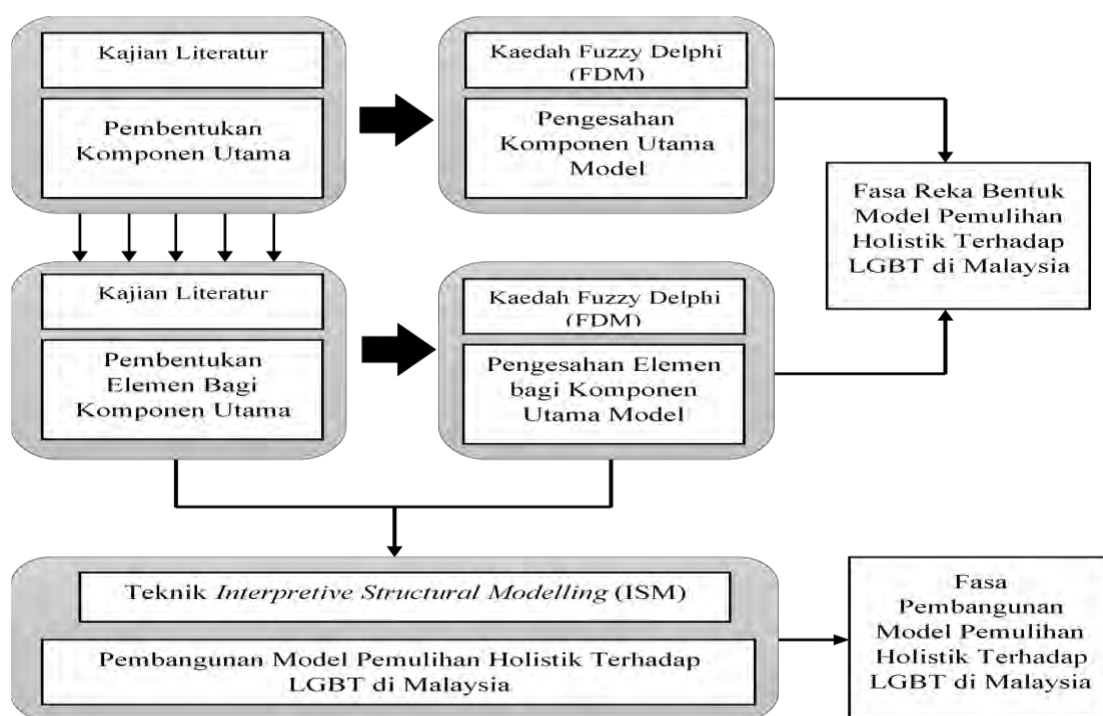 Kajian Literatur
Pembentukan
Komponen Utama
Kaedah Fuzzy Delphi
(FDM)
Pengesahan
Komponen Utama
Model
Fasa Reka Bentuk
Model Pemulihan
Holistik Terhadap
LGBT di Malaysia
Kajian Literatur
Pembentukan
Elemen Bagi
Komponen Utama
Kaedah Fuzzy Delphi
(FDM)
Pengesahan Elemen
bagi Komponen
Utama Model
Teknik Interpretive Structural Modelling (ISM)
Pembangunan Model Pemulihan Holistik Terhadap
LGBT di Malaysia
Fasa
Pembangunan
Model Pemulihan
Holistik Terhadap
LGBT di Malaysia